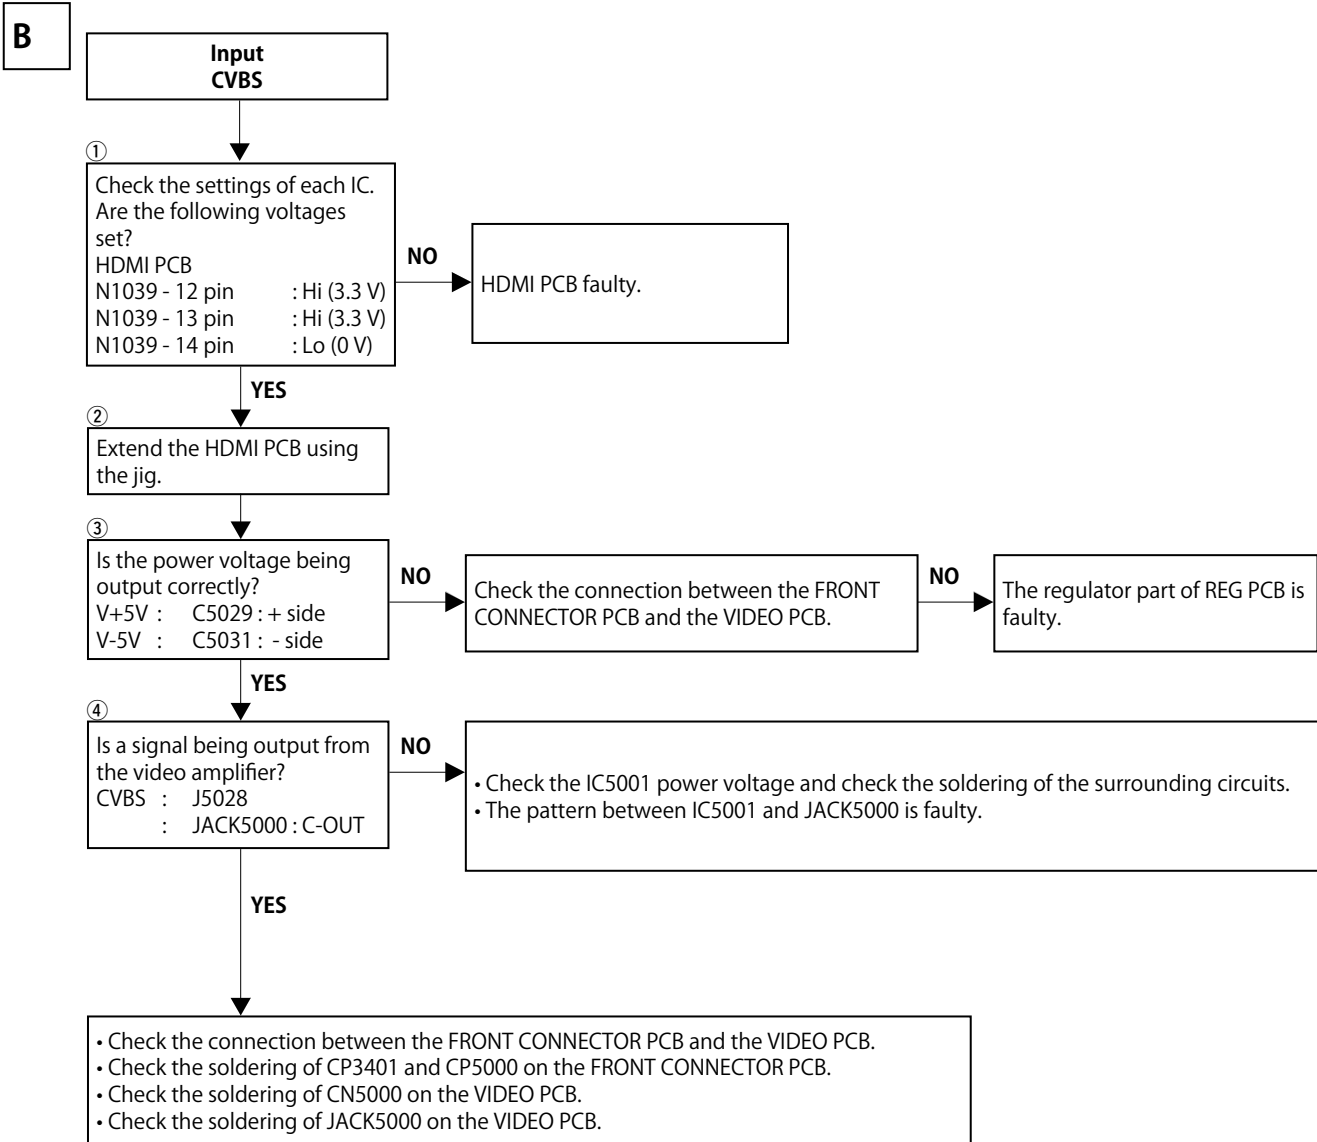 B
Input
CVBS
①
Check the settings of each IC.
Are the following voltages
set?
HDMI PCB
N1039 - 12 pin : Hi (3.3 V)
N1039 - 13 pin : Hi (3.3 V)
N1039 - 14 pin : Lo (0 V)
NO
HDMI PCB faulty.
YES
②
Extend the HDMI PCB using
the jig.
③
Is the power voltage being
output correctly?
V+5V : C5029 : + side
V-5V : C5031 : - side
NO
Check the connection between the FRONT
CONNECTOR PCB and the VIDEO PCB.
NO
The regulator part of REG PCB is
faulty.
YES
④
Is a signal being output from
the video amplifier?
CVBS : J5028
: JACK5000 : C-OUT
NO
• Check the IC5001 power voltage and check the soldering of the surrounding circuits.
• The pattern between IC5001 and JACK5000 is faulty.
YES
• Check the connection between the FRONT CONNECTOR PCB and the VIDEO PCB.
• Check the soldering of CP3401 and CP5000 on the FRONT CONNECTOR PCB.
• Check the soldering of CN5000 on the VIDEO PCB.
• Check the soldering of JACK5000 on the VIDEO PCB.